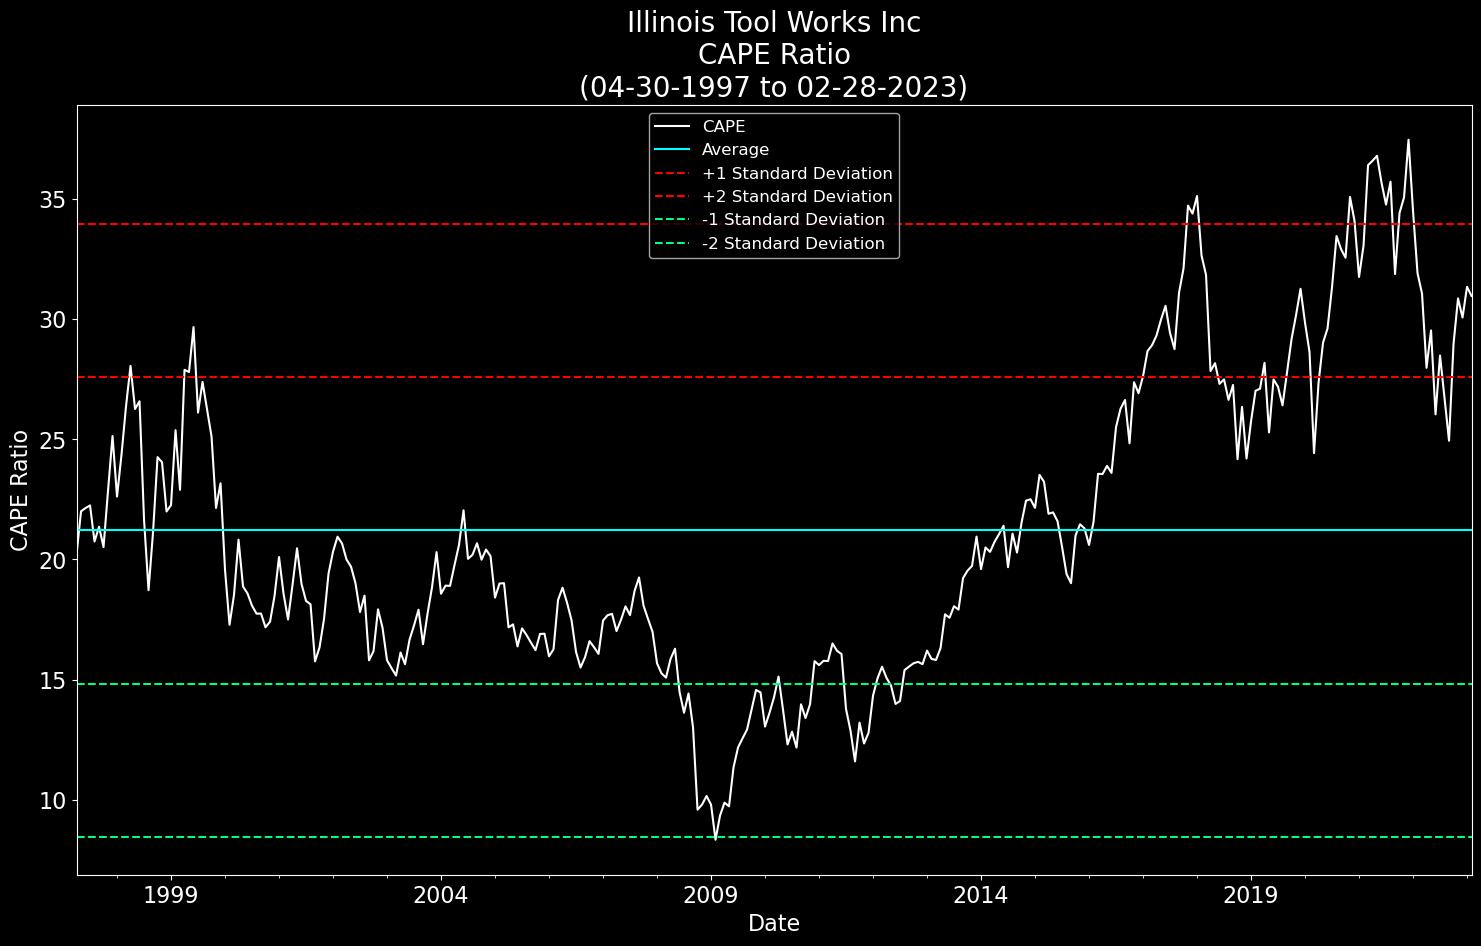 Illinois Tool Works Inc
CAPE Ratio
(04-30-1997 to 02-28-2023)
CAPE
Average
+1 Standard Deviation
+2 Standard Deviation
-1 Standard Deviation
-2 Standard Deviation
CAPE Ratio
35
30
25
20
15
10
1999
2004
2009
2014
2019
Date